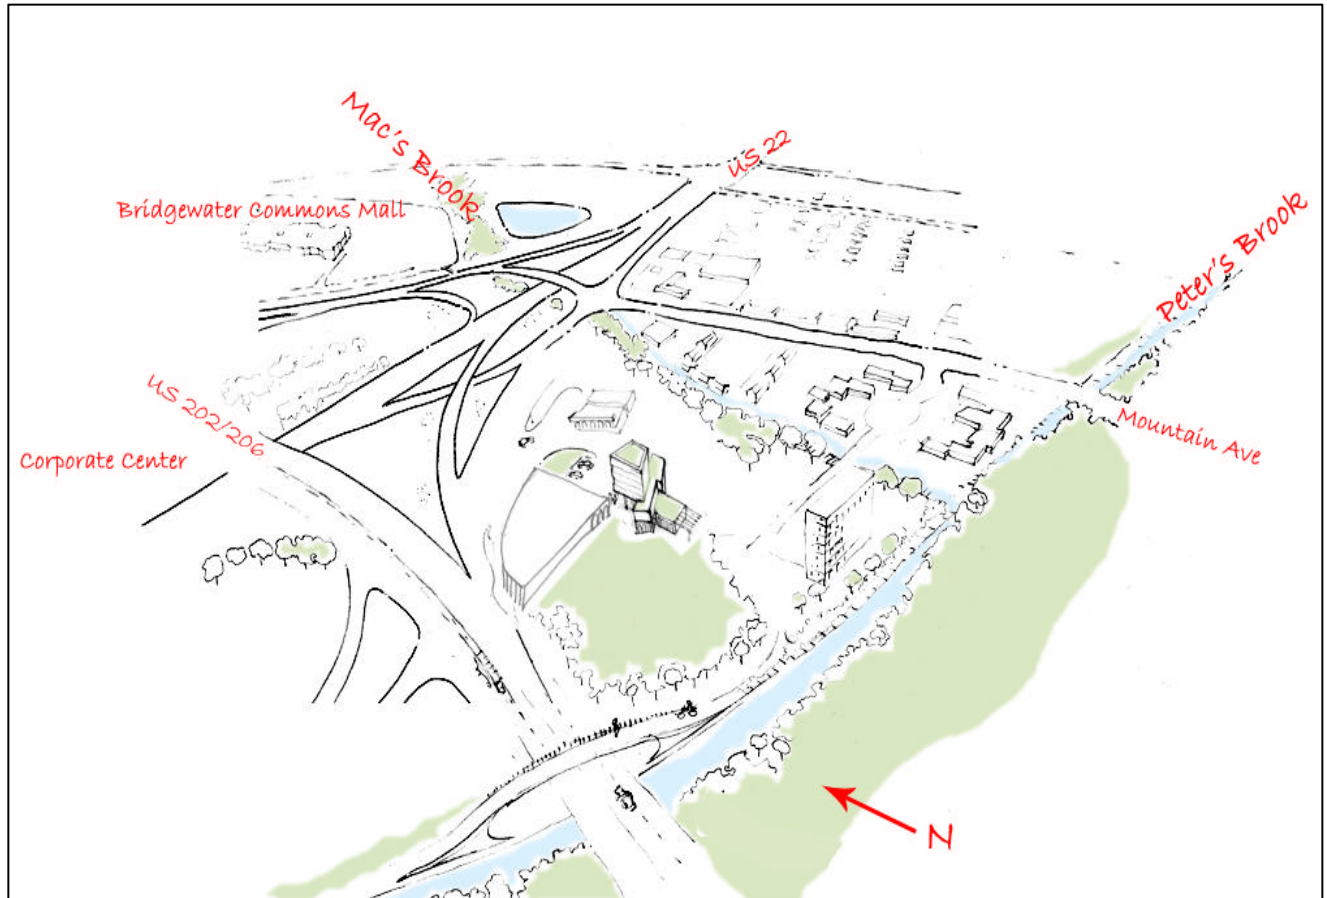 Mac's Brook
US 22
Bridgewater Commons Mall
Peter's Brook
US 202/206
Mountain Ave
Corporate Center
N